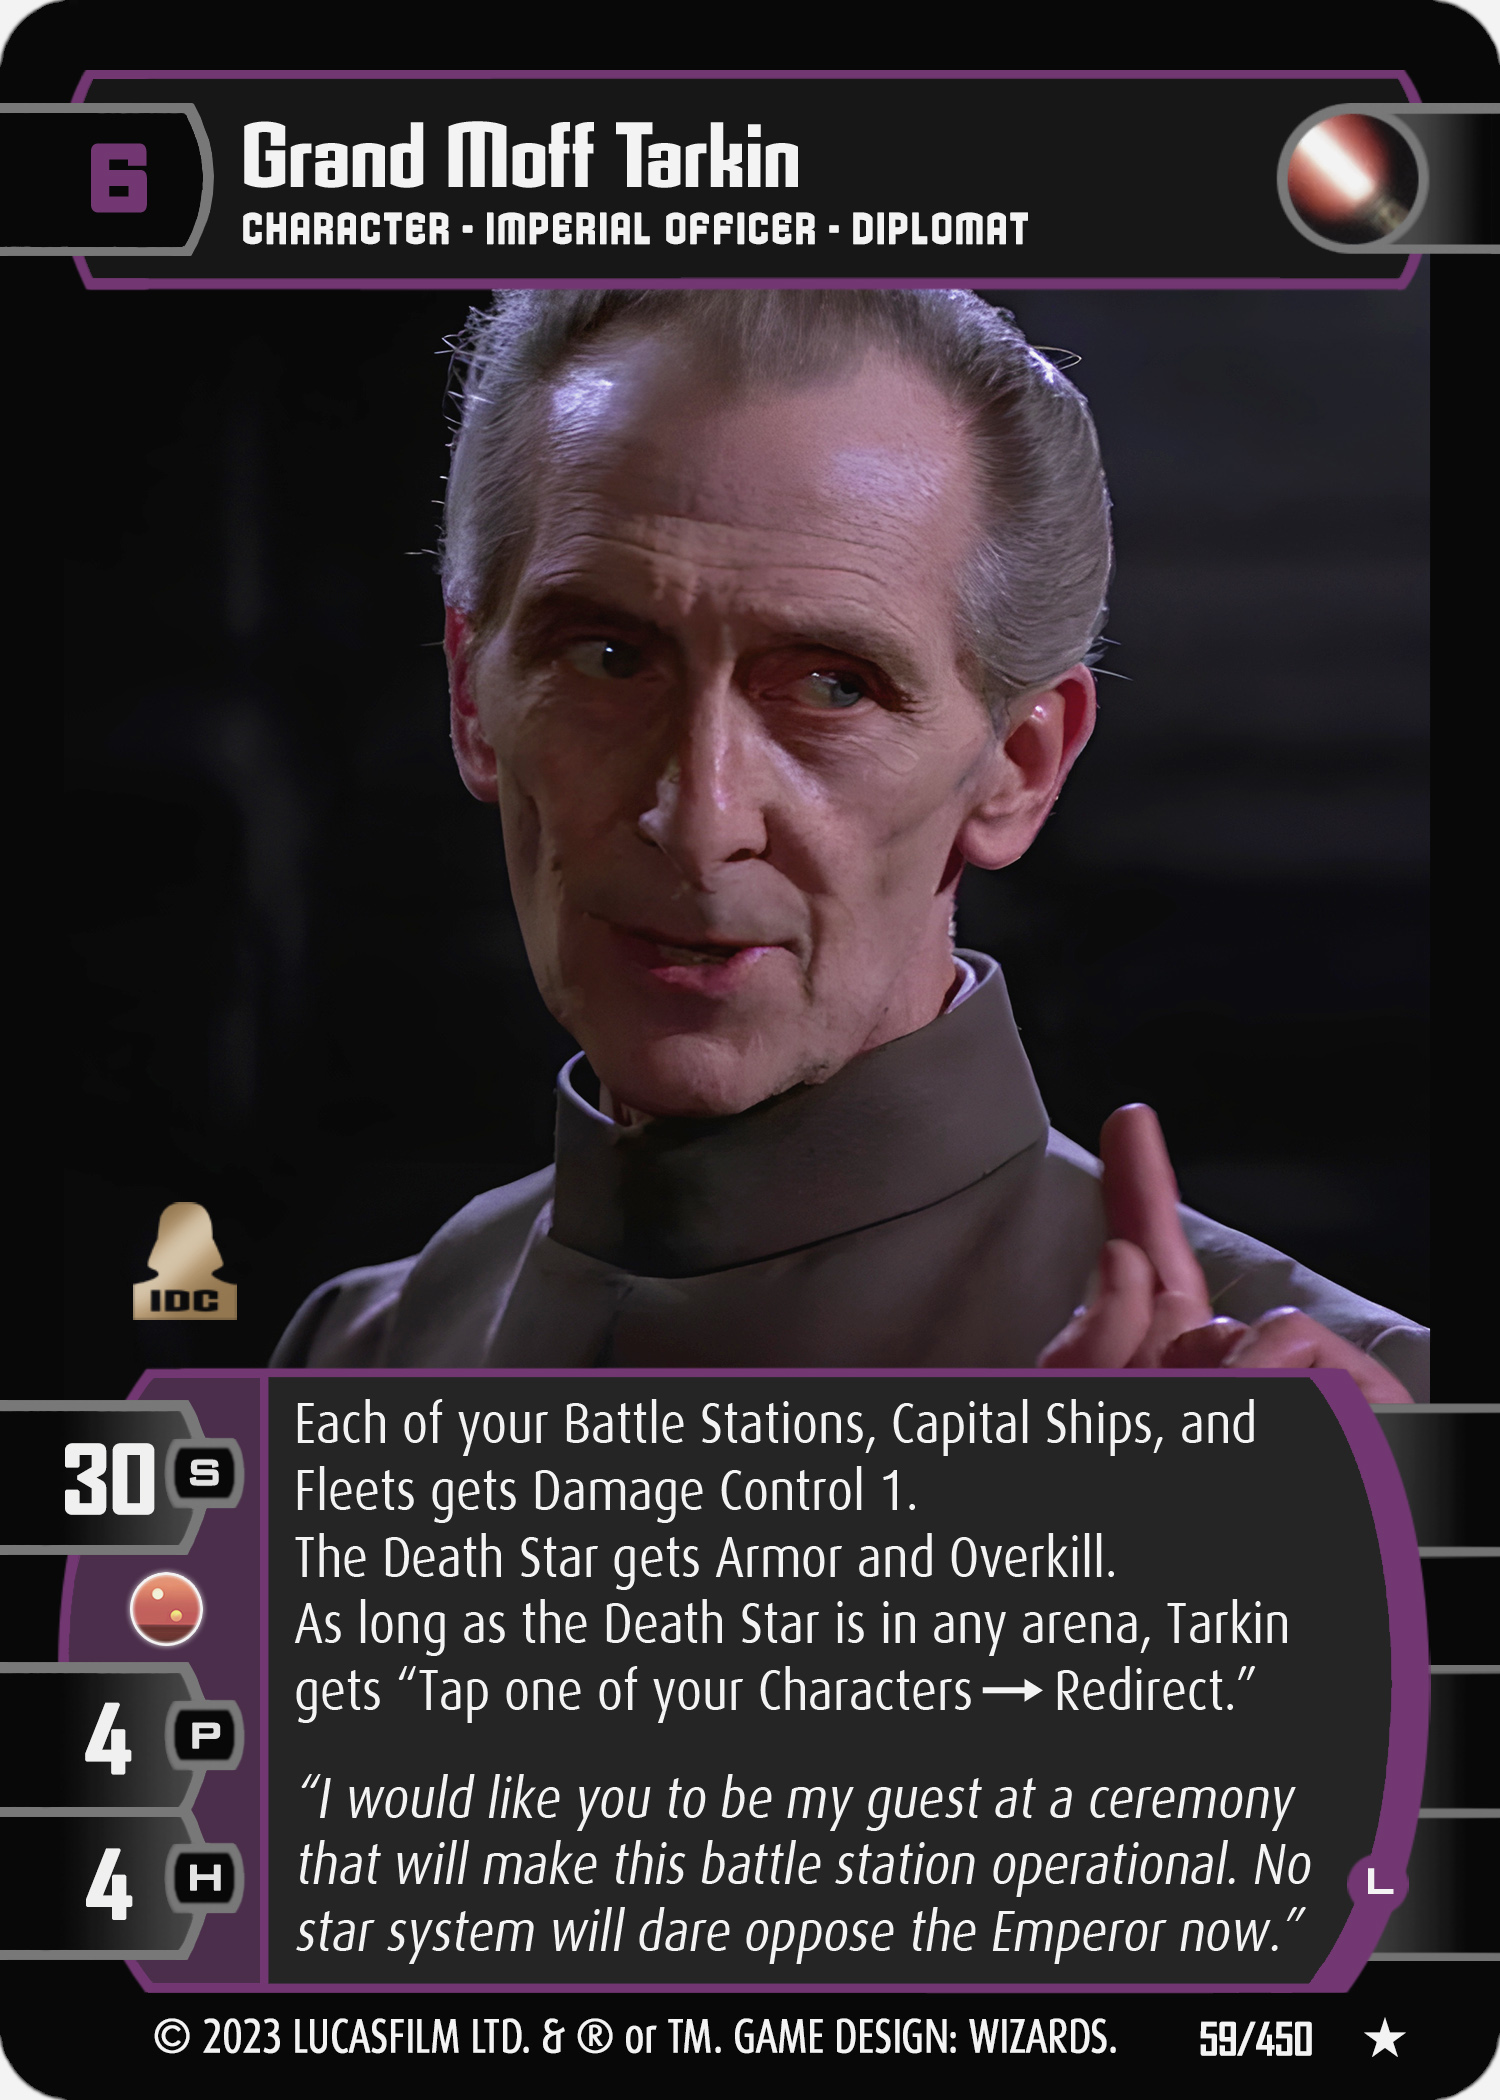 6
Grand Moff Tarkin
CHARACTER - IMPERIAL OFFICER - DIPLOMAT
IDC
30 S
4 P
4 H
Each of your Battle Stations, Capital Ships, and
Fleets gets Damage Control 1.
The Death Star gets Armor and Overkill.
As long as the Death Star is in any arena, Tarkin
gets “Tap one of your Characters → Redirect.”
“I would like you to be my guest at a ceremony
that will make this battle station operational. No
star system will dare oppose the Emperor now.”
L
© 2023 LUCASFILM LTD. & ® or TM. GAME DESIGN: WIZARDS. 59/450 ★